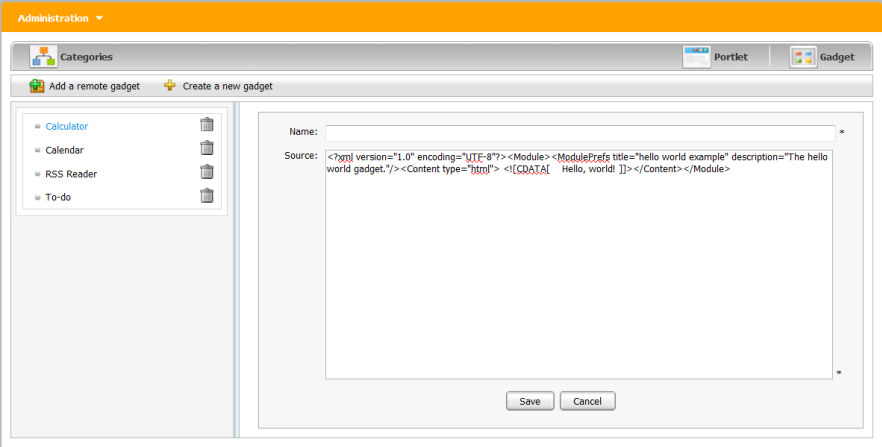 Administration
Categories
Portlet
Gadget
Add a remote gadget
Create a new gadget
Calculator
Calendar
RSS Reader
To-do
Name: *
Source:
<?xml version="1.0" encoding="UTF-8"?><Module><ModulePrefs title="hello world example" description="The hello
world gadget."/><Content type="html"> <![CDATA[ Hello, world! ]]></Content></Module>
*
Save
Cancel